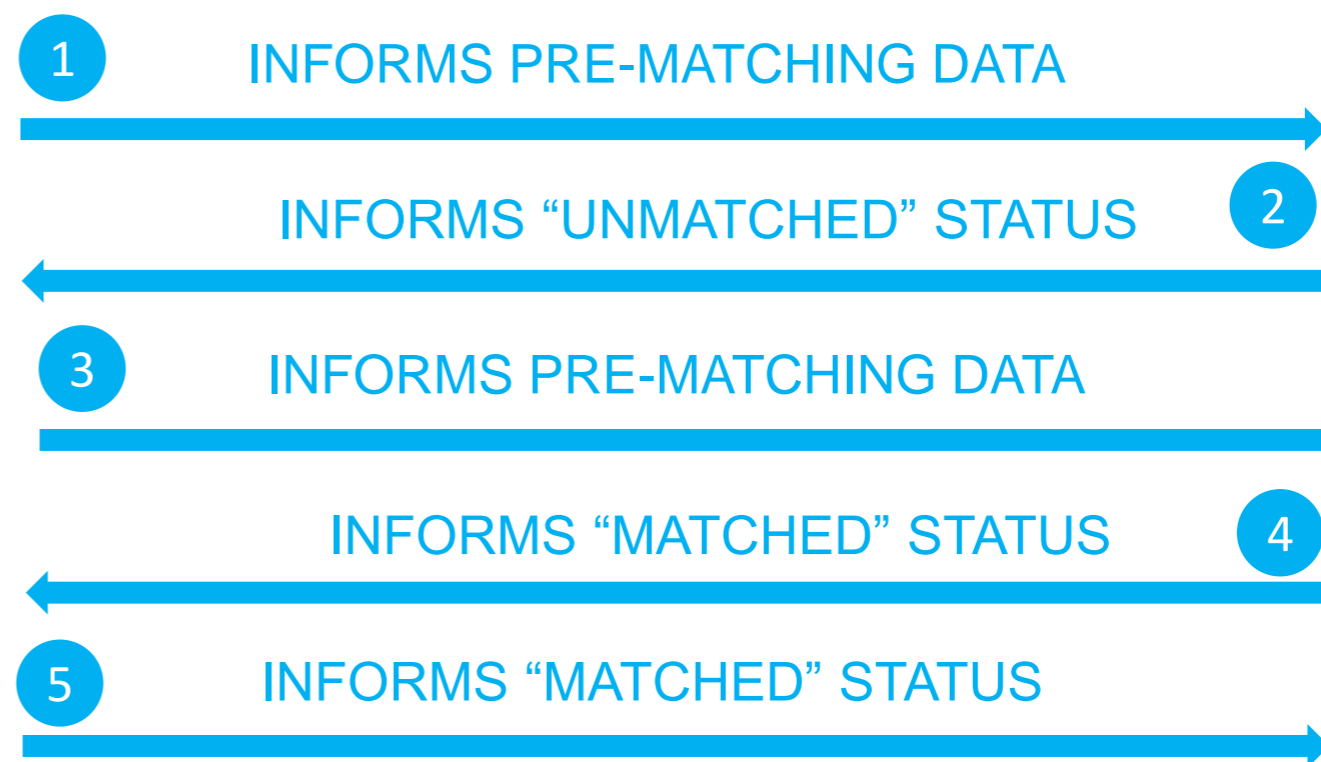 1 INFORMS PRE-MATCHING DATA
INFORMS “UNMATCHED” STATUS 2
3 INFORMS PRE-MATCHING DATA
INFORMS “MATCHED” STATUS 4
5 INFORMS “MATCHED” STATUS